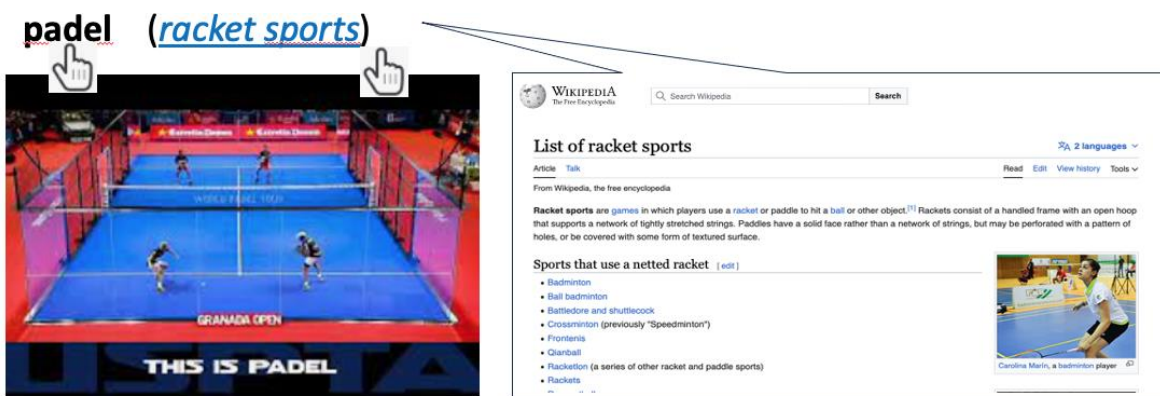 padel (racket sports)
Estrella Damm Estrella Damm
WORLD PADEL TOUR
GRANADA OPEN
THIS IS PADEL
WIKIPEDIA
The Free Encyclopedia
Search Wikipedia Search
List of racket sports
2 languages
Article Talk Read Edit View history Tools
From Wikipedia, the free encyclopedia
Racket sports are games in which players use a racket or paddle to hit a ball or other object.[1] Rackets consist of a handled frame with an open hoop
that supports a network of tightly stretched strings. Paddles have a solid face rather than a network of strings, but may be perforated with a pattern of
holes, or be covered with some form of textured surface.
Sports that use a netted racket [ edit ]
• Badminton
• Ball badminton
• Battledore and shuttlecock
• Crossminton (previously "Speedminton")
• Frontenis
• Qianball
• Racketlon (a series of other racket and paddle sports)
• Rackets
Carolina Marín, a badminton player